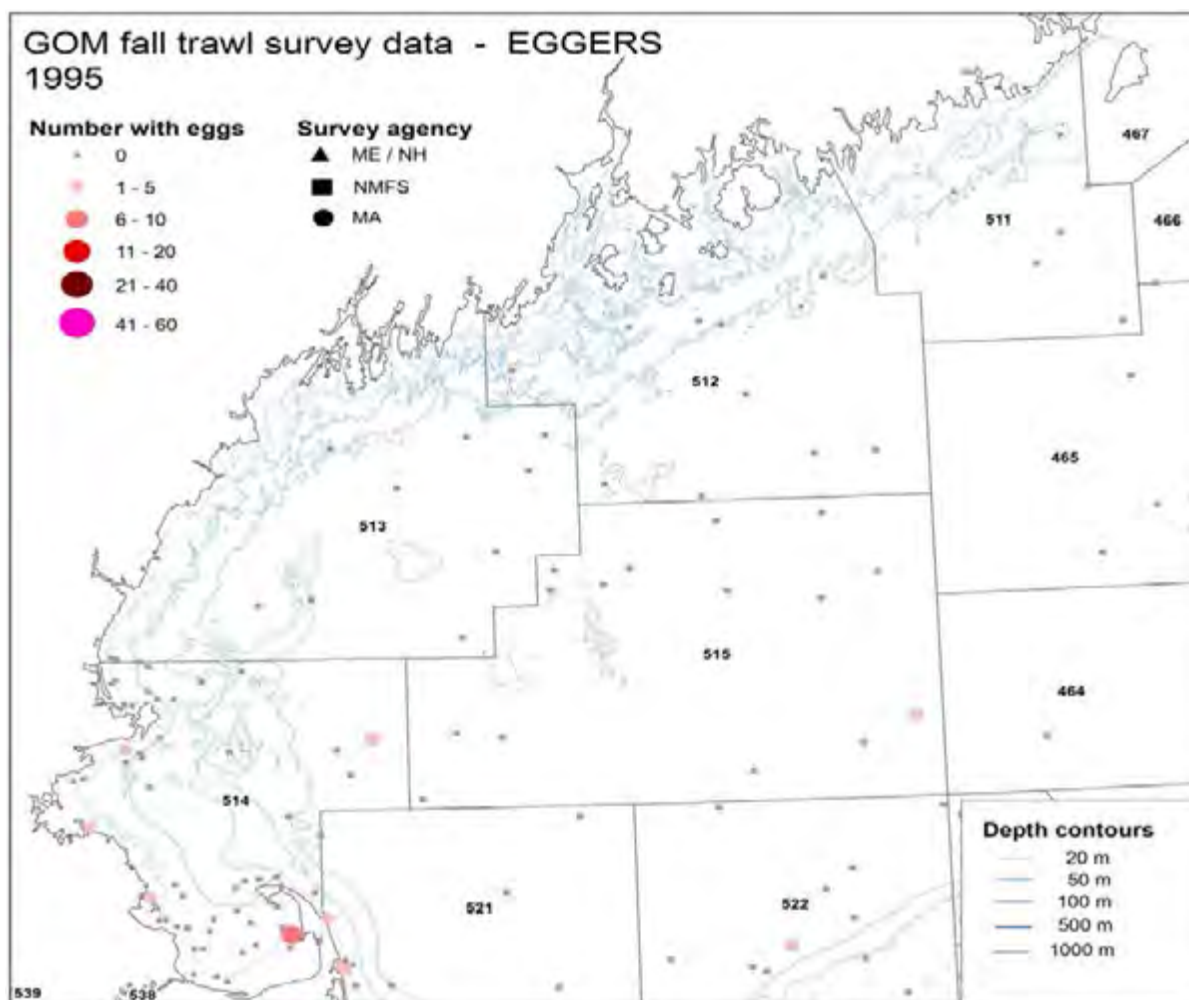 GOM fall trawl survey data - EGGERS
1995
Number with eggs
0
1 - 5
6 - 10
11 - 20
21 - 40
41 - 60
Survey agency
ME / NH
NMFS
MA
467
466
511
512
465
513
515
464
514
521
522
539
538
Depth contours
20 m
50 m
100 m
500 m
1000 m